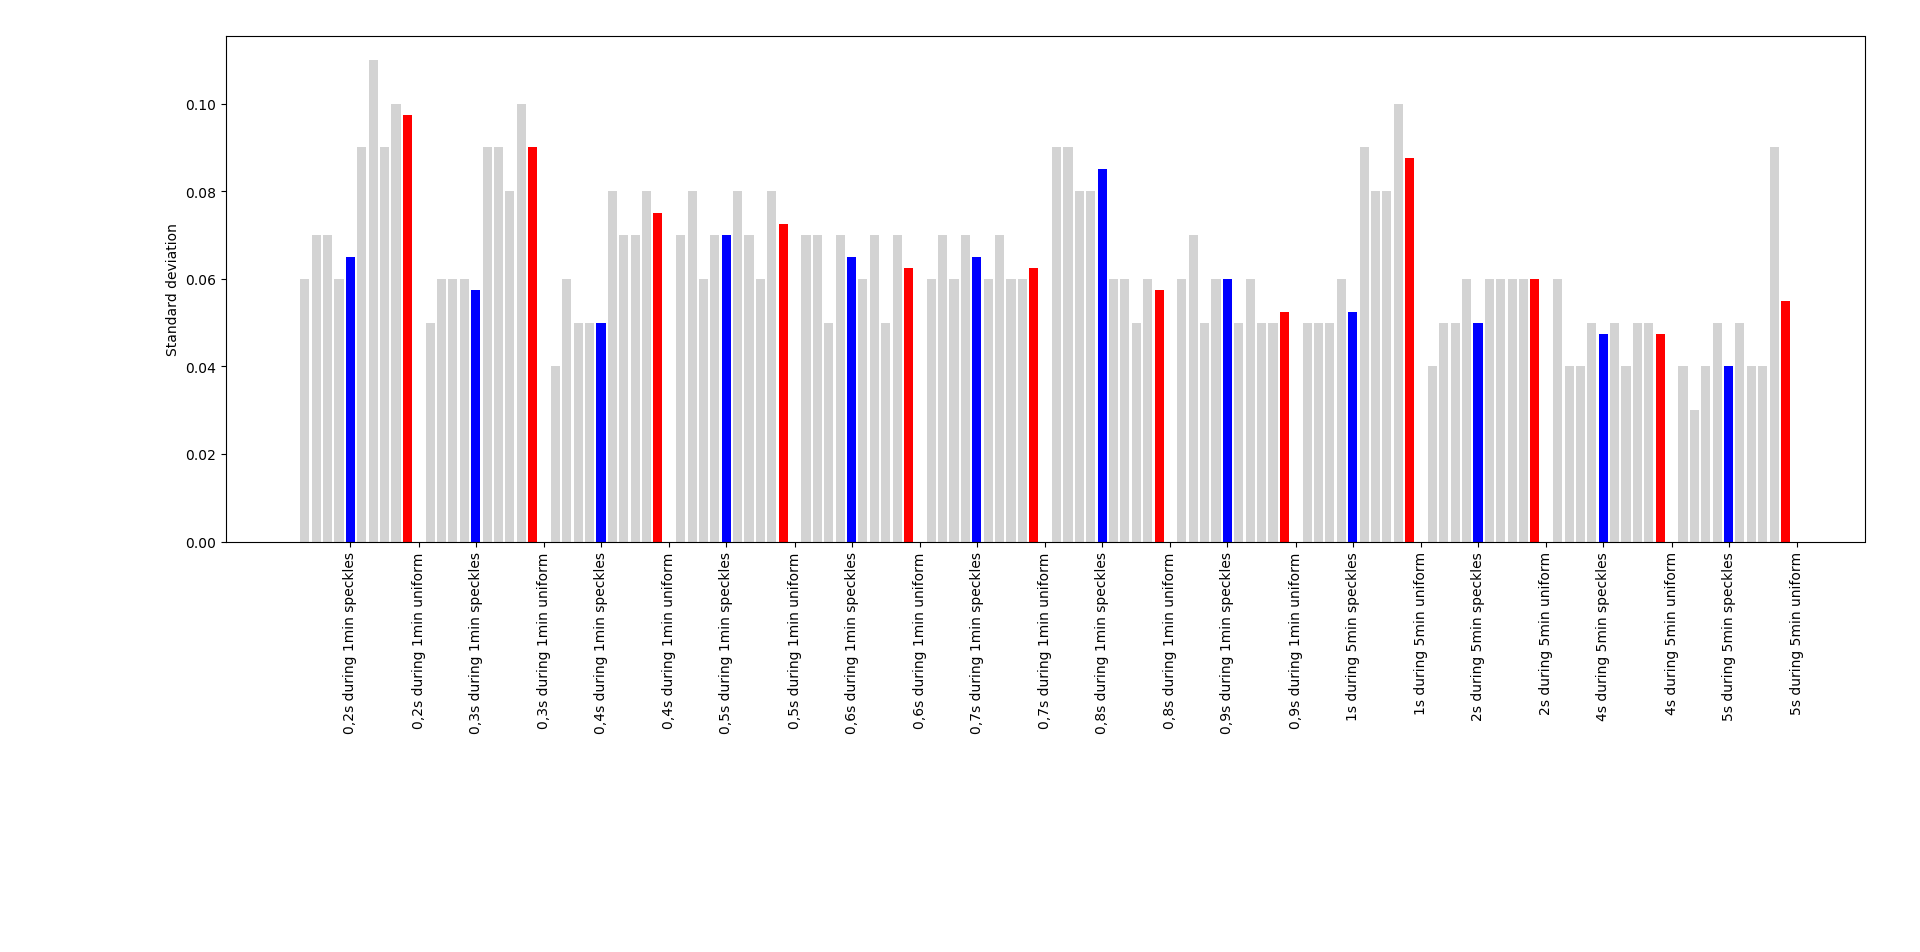 Standard deviation
0.10
0.08
0.06
0.04
0.02
0.00
0,2s during 1min speckles
0,2s during 1min uniform
0,3s during 1min speckles
0,3s during 1min uniform
0,4s during 1min speckles
0,4s during 1min uniform
0,5s during 1min speckles
0,5s during 1min uniform
0,6s during 1min speckles
0,6s during 1min uniform
0,7s during 1min speckles
0,7s during 1min uniform
0,8s during 1min speckles
0,8s during 1min uniform
0,9s during 1min speckles
0,9s during 1min uniform
1s during 5min speckles
1s during 5min uniform
2s during 5min speckles
2s during 5min uniform
4s during 5min speckles
4s during 5min uniform
5s during 5min speckles
5s during 5min uniform